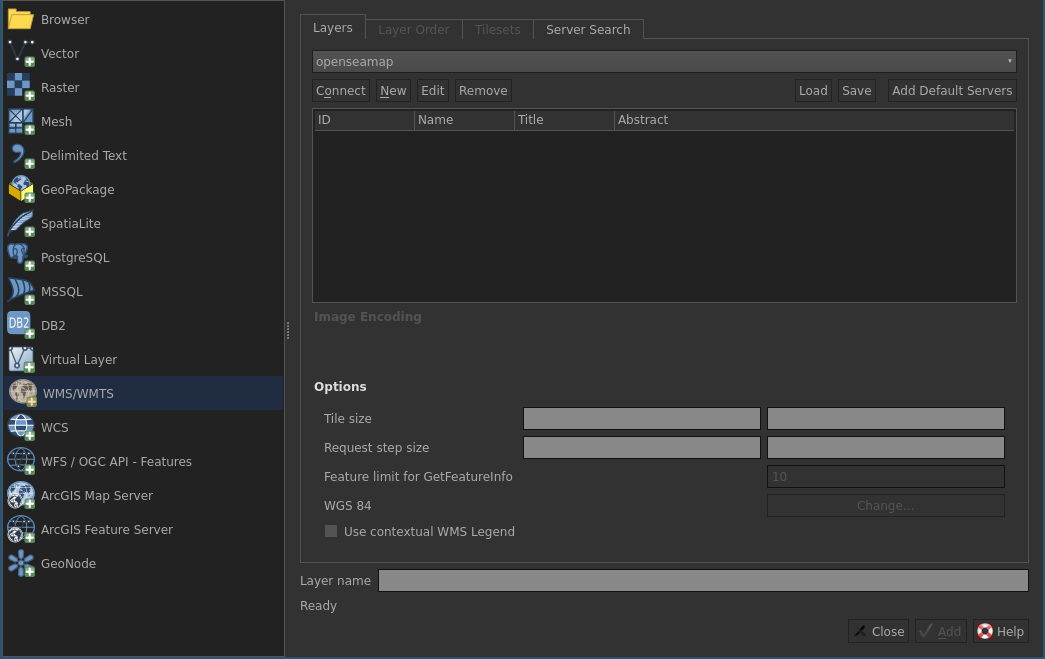 Browser
Vector
Raster
Mesh
Delimited Text
GeoPackage
SpatiaLite
PostgreSQL
MSSQL
DB2 DB2
Virtual Layer
WMS/WMTS
WCS
WFS / OGC API - Features
ArcGIS Map Server
ArcGIS Feature Server
GeoNode
Layers Layer Order Tilesets Server Search
openseamap
Connect New Edit Remove Load Save Add Default Servers
ID Name Title Abstract
Image Encoding
Options
Tile size
Request step size
Feature limit for GetFeatureInfo 10
WGS 84 Change...
Use contextual WMS Legend
Layer name
Ready
Close Add Help